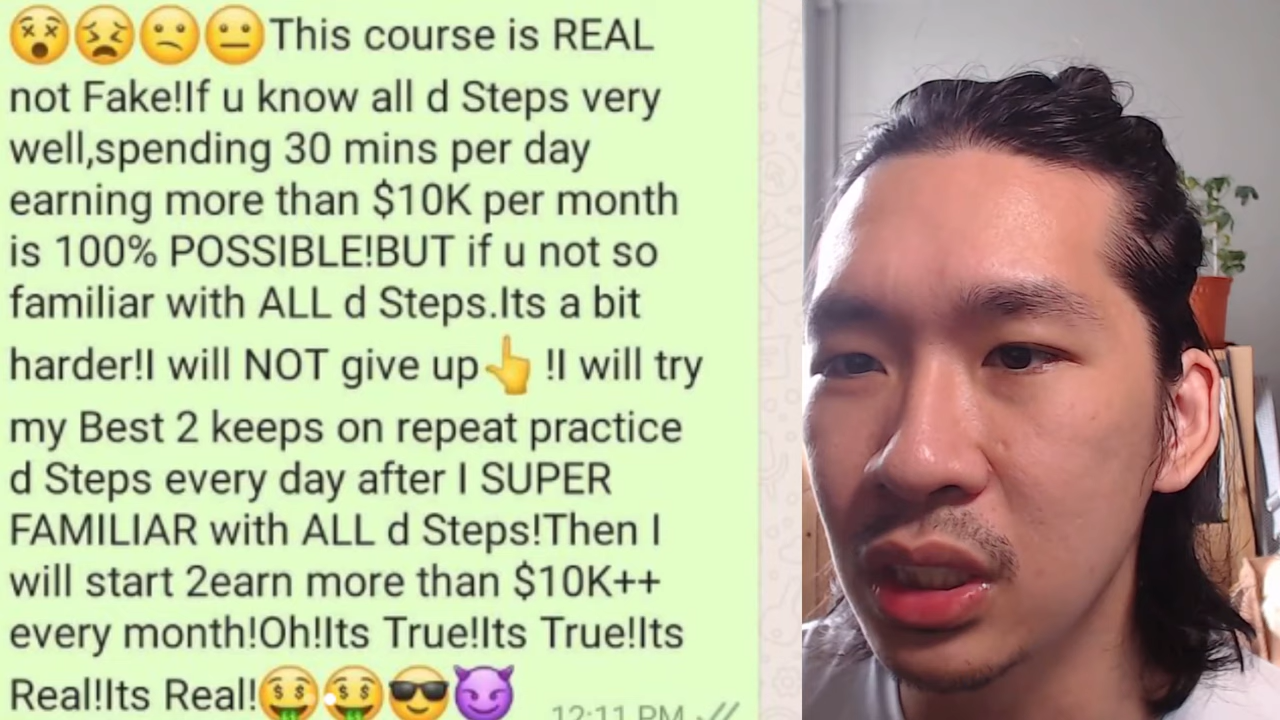 😵😣😕😐This course is REAL
not Fake!If u know all d Steps very
well,spending 30 mins per day
earning more than $10K per month
is 100% POSSIBLE!BUT if u not so
familiar with ALL d Steps.Its a bit
harder!I will NOT give up👆 !I will try
my Best 2 keeps on repeat practice
d Steps every day after I SUPER
FAMILIAR with ALL d Steps!Then I
will start 2earn more than $10K++
every month!Oh!Its True!Its True!Its
Real!Its Real!🤑🤑😎😈
12:11 PM